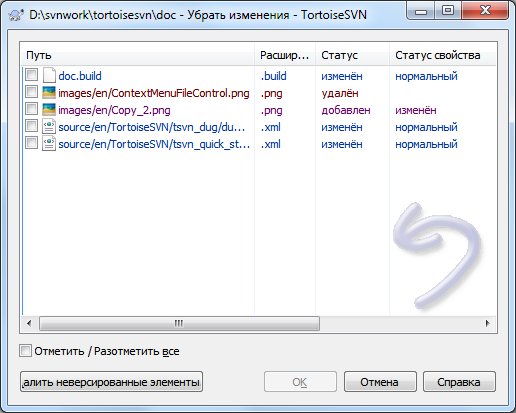 D:\svnwork\tortoisesvn\doc - Убрать изменения - TortoiseSVN
Путь Расшир... Статус Статус свойства
doc.build .build изменён нормальный
images/en/ContextMenuFileControl.png .png удалён
images/en/Copy_2.png .png добавлен изменён
source/en/TortoiseSVN/tsvn_dug/du... .xml изменён нормальный
source/en/TortoiseSVN/tsvn_quick_st... .xml изменён нормальный
Отметить / Разотметить все
далить неверсированные элементы OK Отмена Справка